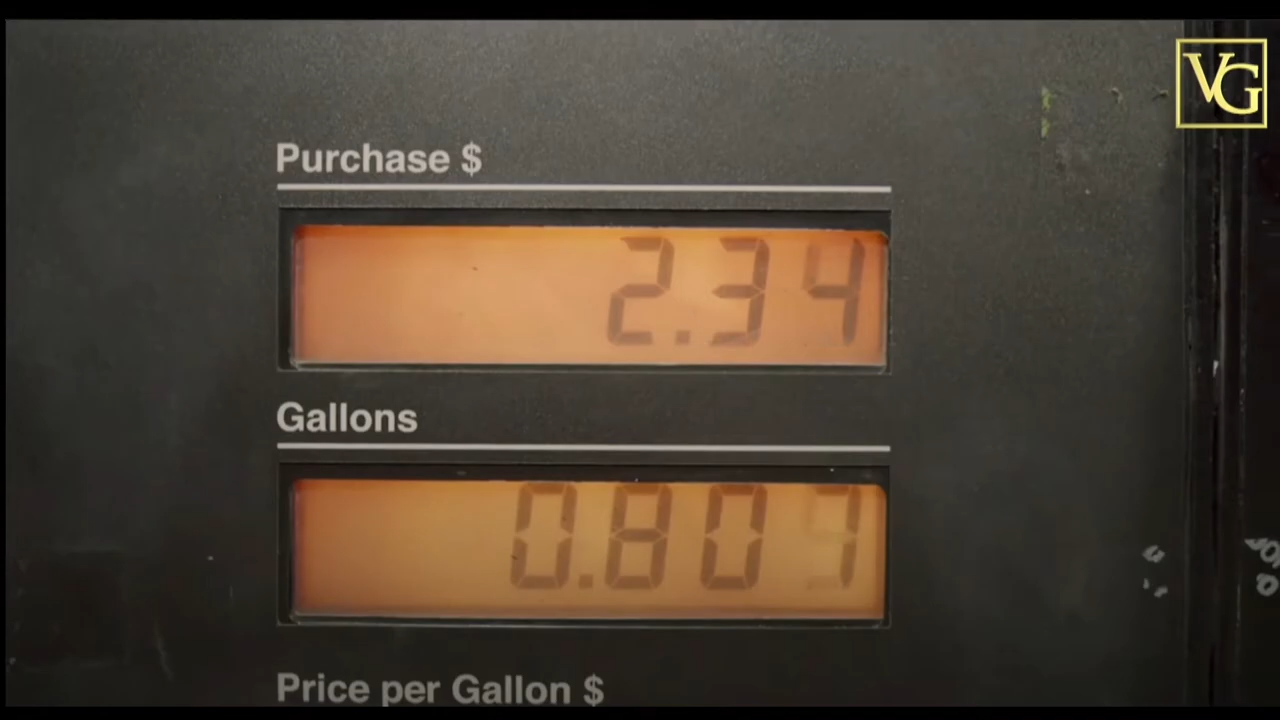 VG
Purchase $
2.34
Gallons
0.80
Price per Gallon $